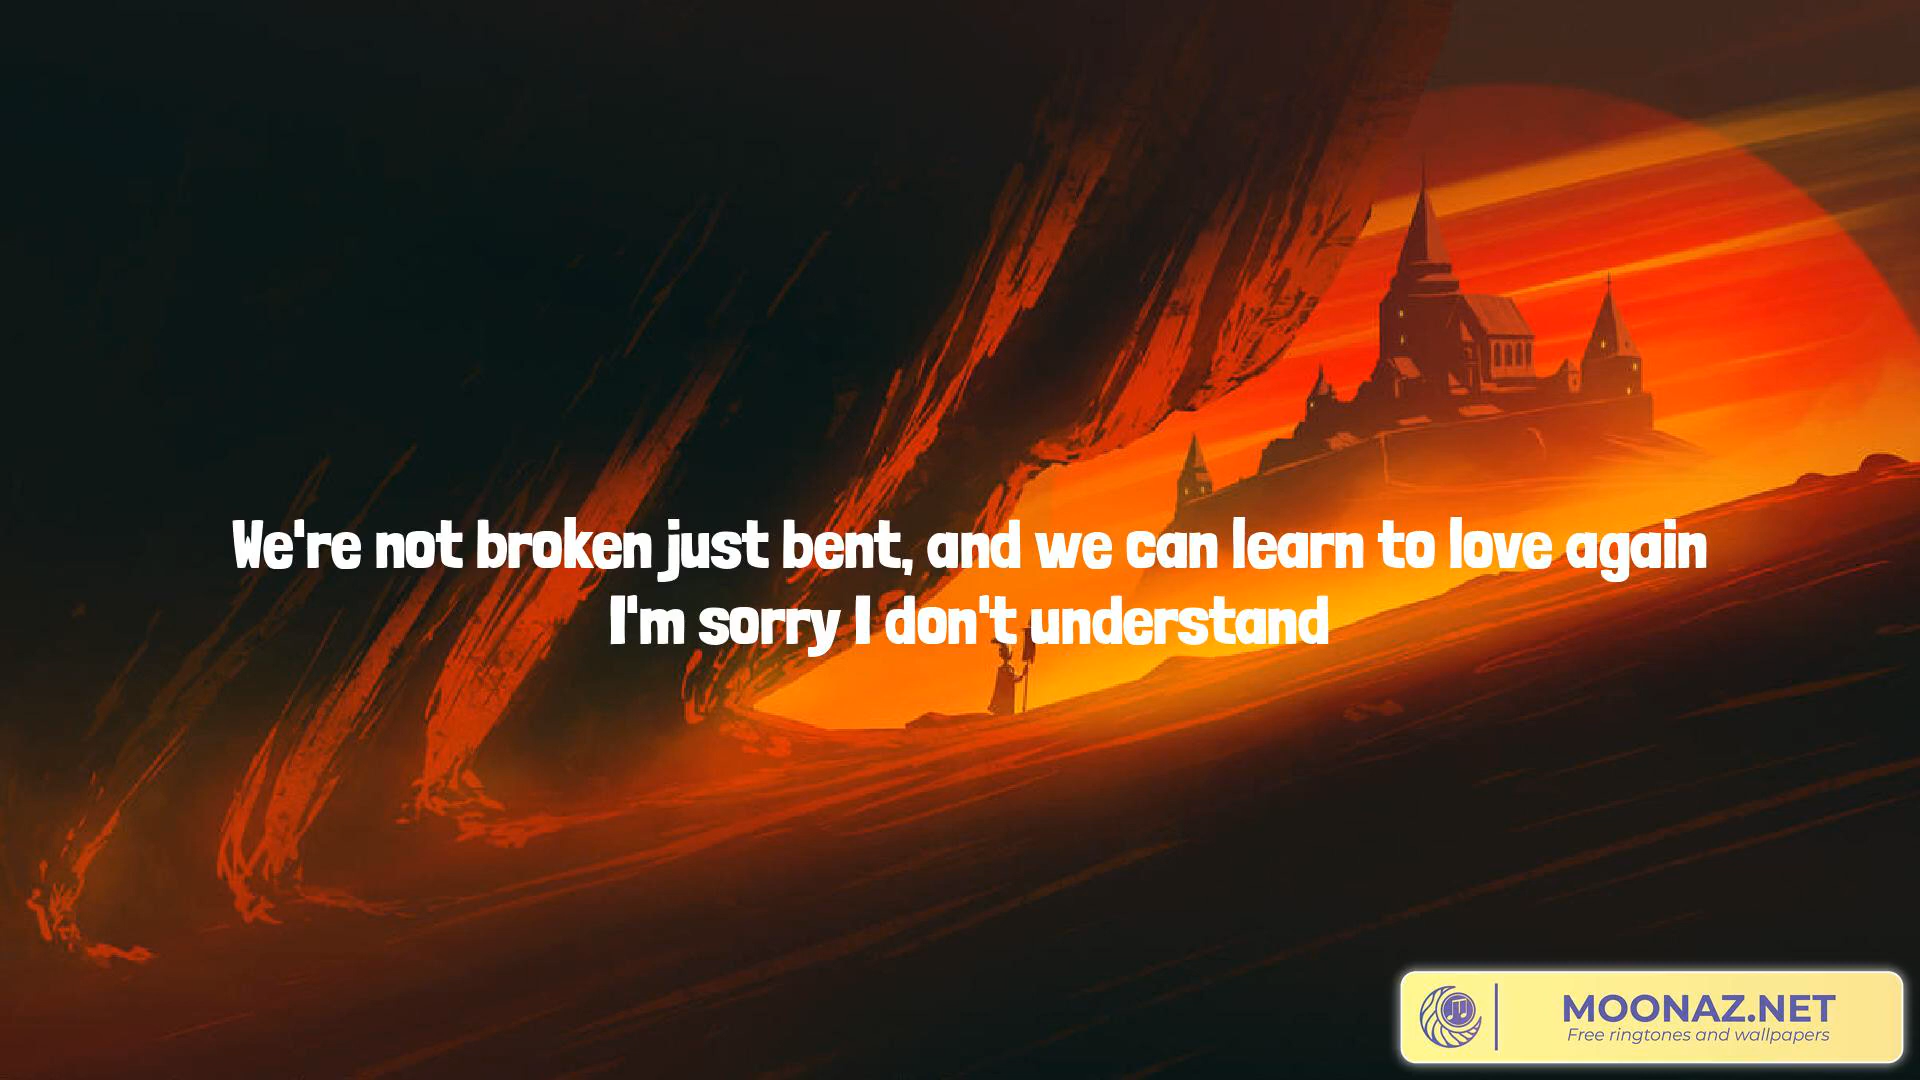 We're not broken just bent, and we can learn to love again
I'm sorry I don't understand
MOONAZ.NET
Free ringtones and wallpapers